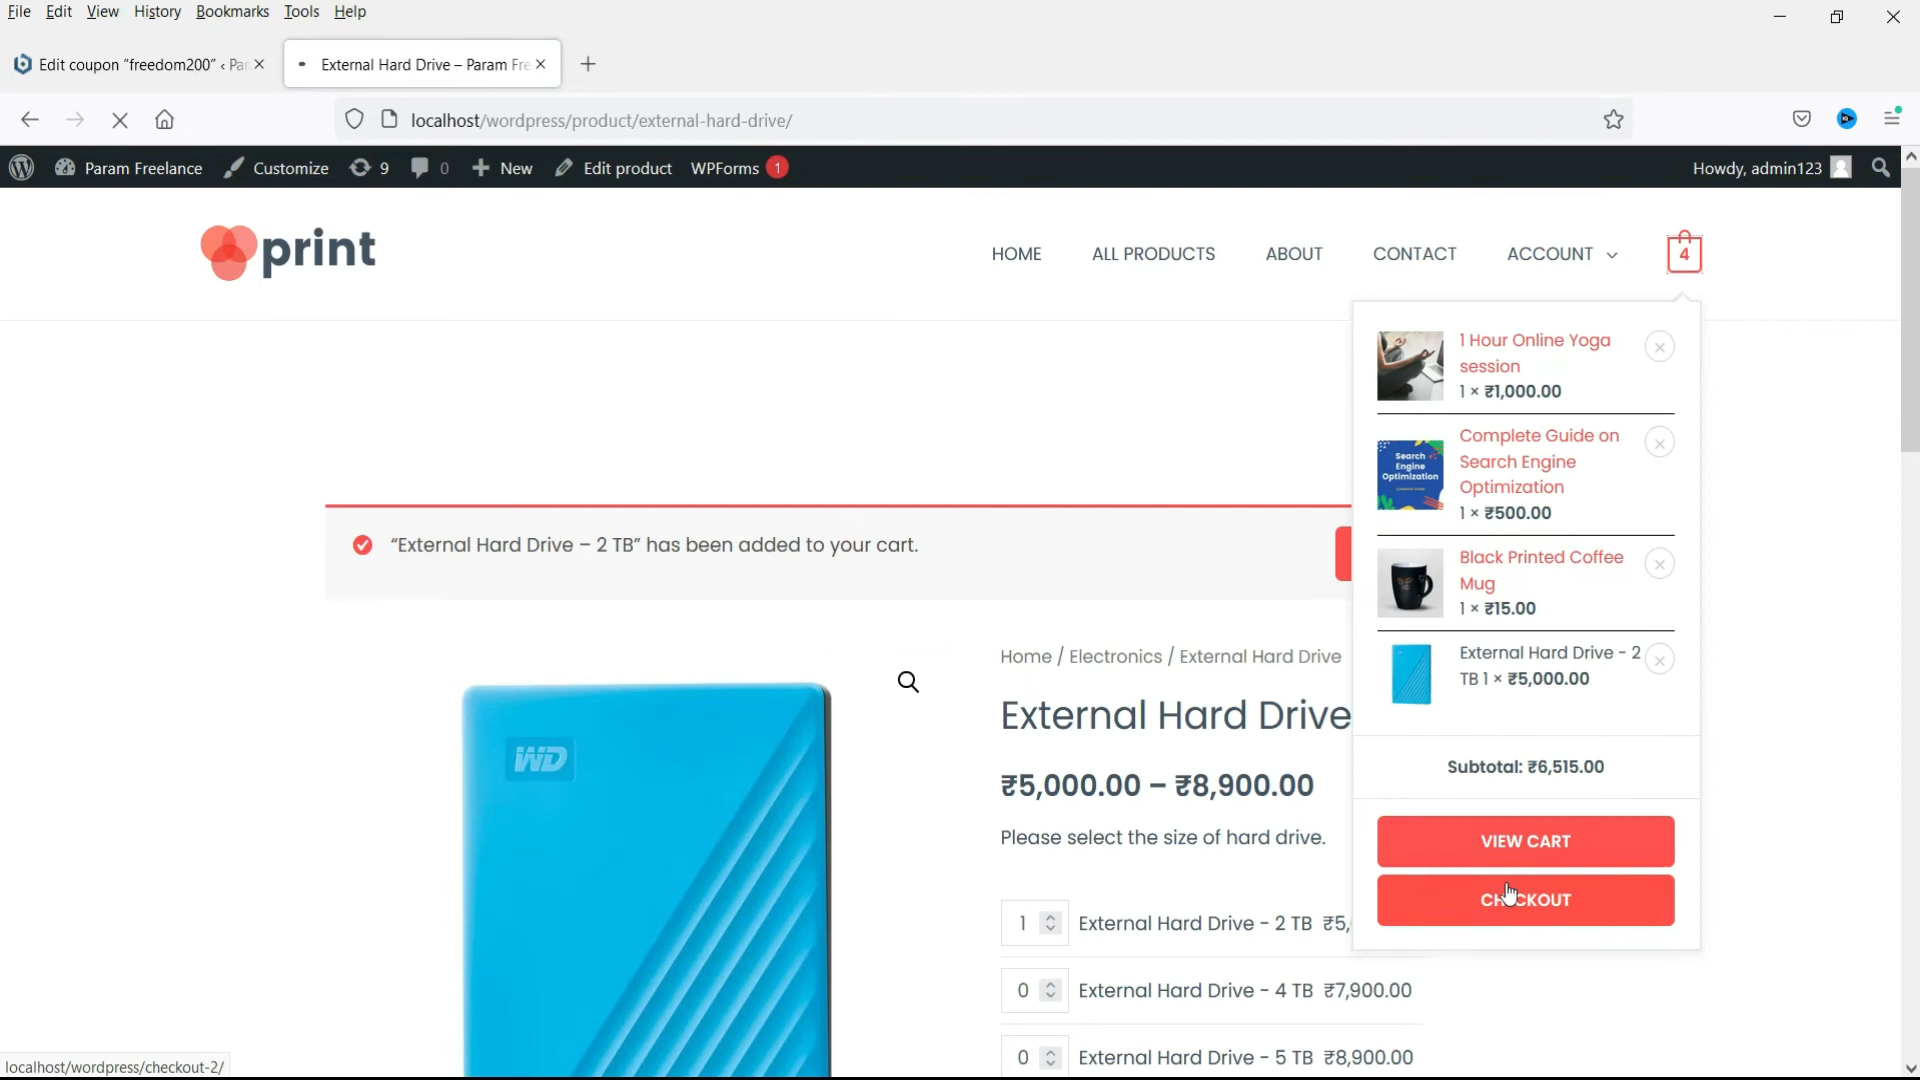 File Edit View History Bookmarks Tools Help
Edit coupon “freedom200” ‹ Par
External Hard Drive – Param Fre
localhost/wordpress/product/external-hard-drive/
Param Freelance Customize 9 0 New Edit product WPForms 1 Howdy, admin123
print
HOME ALL PRODUCTS ABOUT CONTACT ACCOUNT 4
1 Hour Online Yoga
session
1 × ₹1,000.00
Search
Engine
Optimization
Complete Guide on
Search Engine
Optimization
1 × ₹500.00
Black Printed Coffee
Mug
1 × ₹15.00
External Hard Drive - 2
TB 1 × ₹5,000.00
Subtotal: ₹6,515.00
VIEW CART
CHECKOUT
“External Hard Drive – 2 TB” has been added to your cart.
WD
Home / Electronics / External Hard Drive
External Hard Drive
₹5,000.00 – ₹8,900.00
Please select the size of hard drive.
1 External Hard Drive - 2 TB ₹5,
0 External Hard Drive - 4 TB ₹7,900.00
0 External Hard Drive - 5 TB ₹8,900.00
localhost/wordpress/checkout-2/